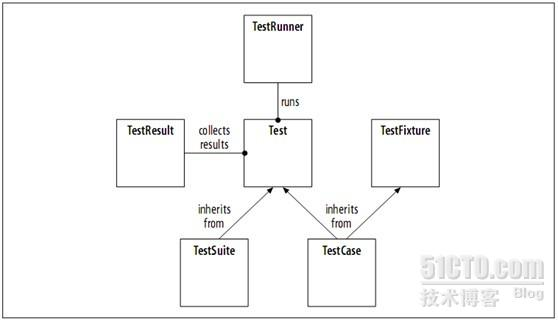 TestRunner
runs
TestResult
collects
results
Test
TestFixture
inherits
from
inherits
from
TestSuite
TestCase
51CTO.com
技术博客 Blog